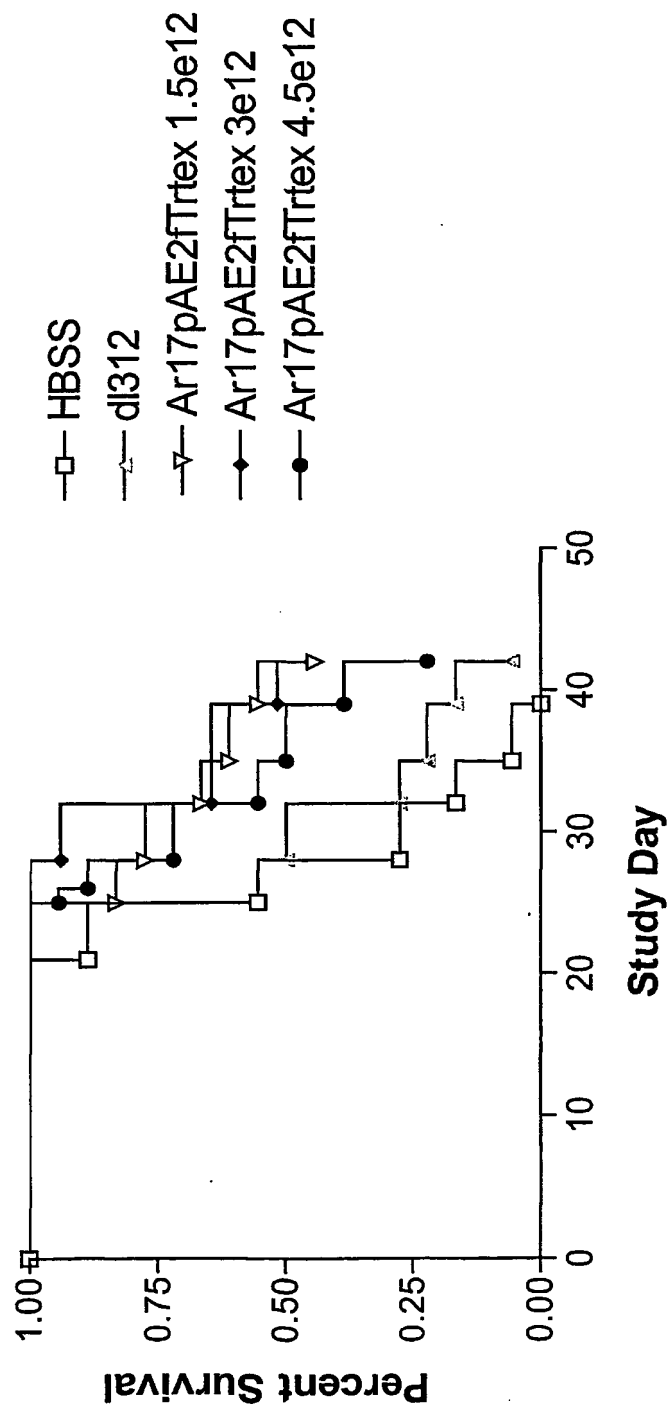 HBSS
dl312
Ar17pAE2fTrtex 1.5e12
Ar17pAE2fTrtex 3e12
Ar17pAE2fTrtex 4.5e12
Percent Survival
1.00
0.75
0.50
0.25
0.00
0
10
20
30
40
50
Study Day